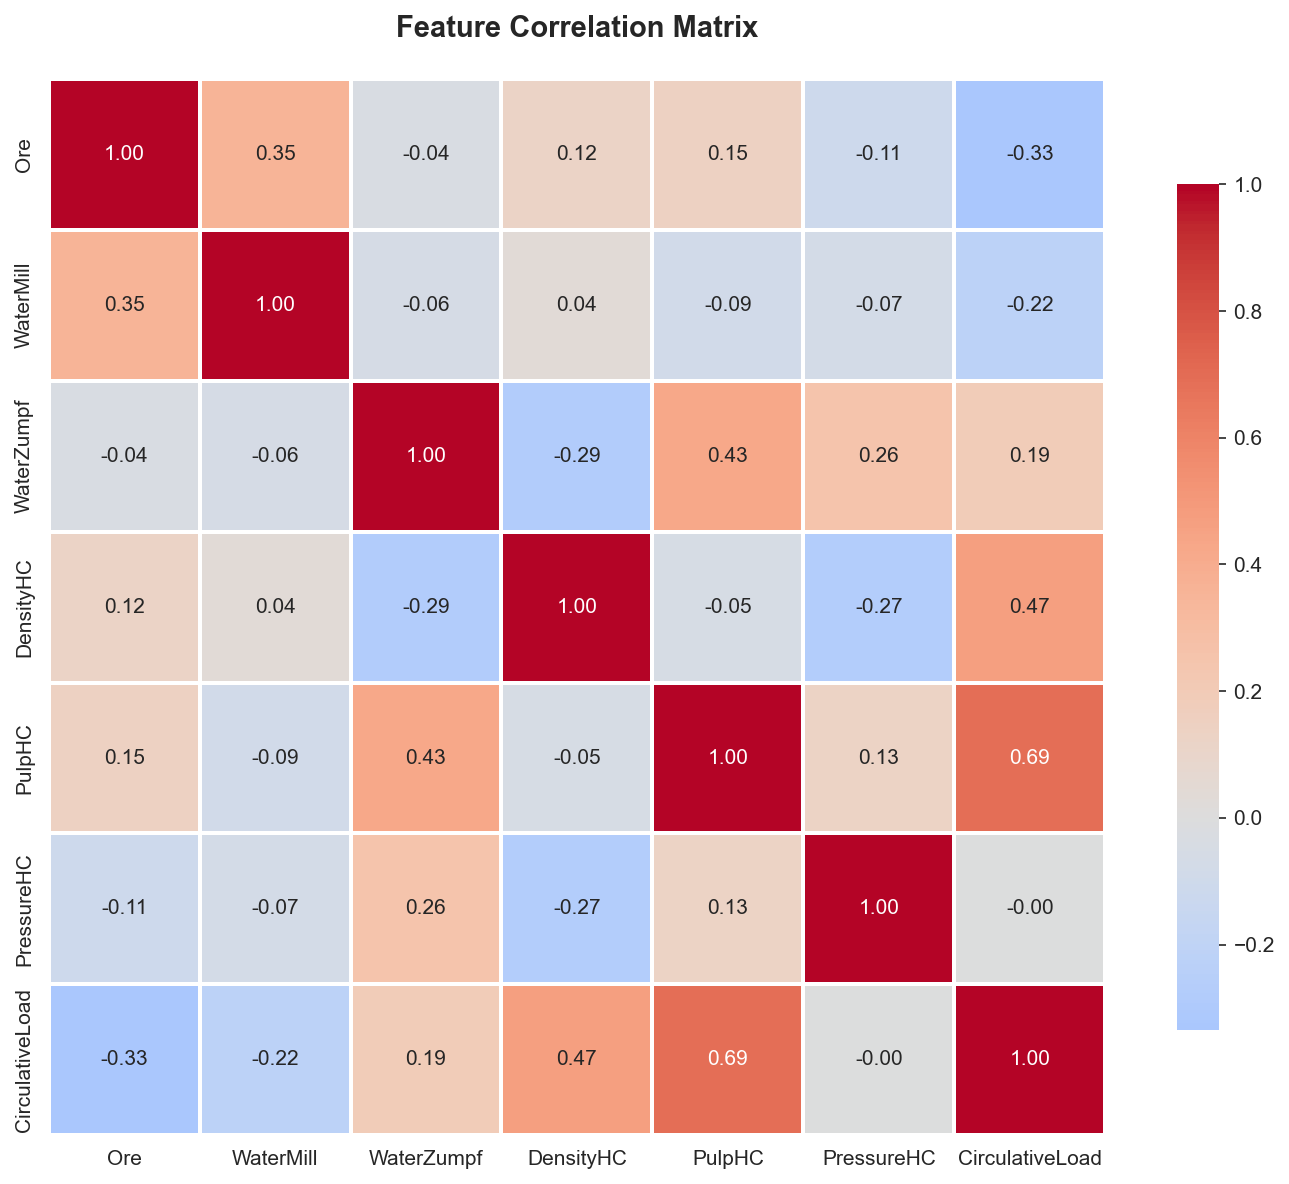 Feature Correlation Matrix
Ore 1.00 0.35 -0.04 0.12 0.15 -0.11 -0.33
WaterMill 0.35 1.00 -0.06 0.04 -0.09 -0.07 -0.22
WaterZumpf -0.04 -0.06 1.00 -0.29 0.43 0.26 0.19
DensityHC 0.12 0.04 -0.29 1.00 -0.05 -0.27 0.47
PulpHC 0.15 -0.09 0.43 -0.05 1.00 0.13 0.69
PressureHC -0.11 -0.07 0.26 -0.27 0.13 1.00 -0.00
CirculativeLoad -0.33 -0.22 0.19 0.47 0.69 -0.00 1.00
Ore WaterMill WaterZumpf DensityHC PulpHC PressureHC CirculativeLoad
1.0
0.8
0.6
0.4
0.2
0.0
−0.2